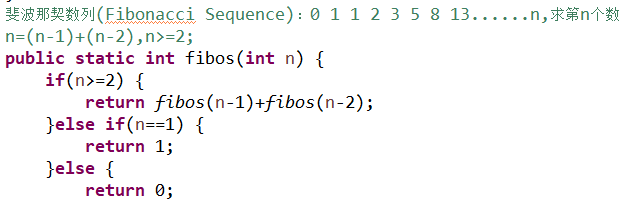 斐波那契数列(Fibonacci Sequence)：0 1 1 2 3 5 8 13......n,求第n个数
n=(n-1)+(n-2),n>=2;
public static int fibos(int n) {
    if(n>=2) {
        return fibos(n-1)+fibos(n-2);
    }else if(n==1) {
        return 1;
    }else {
        return 0;